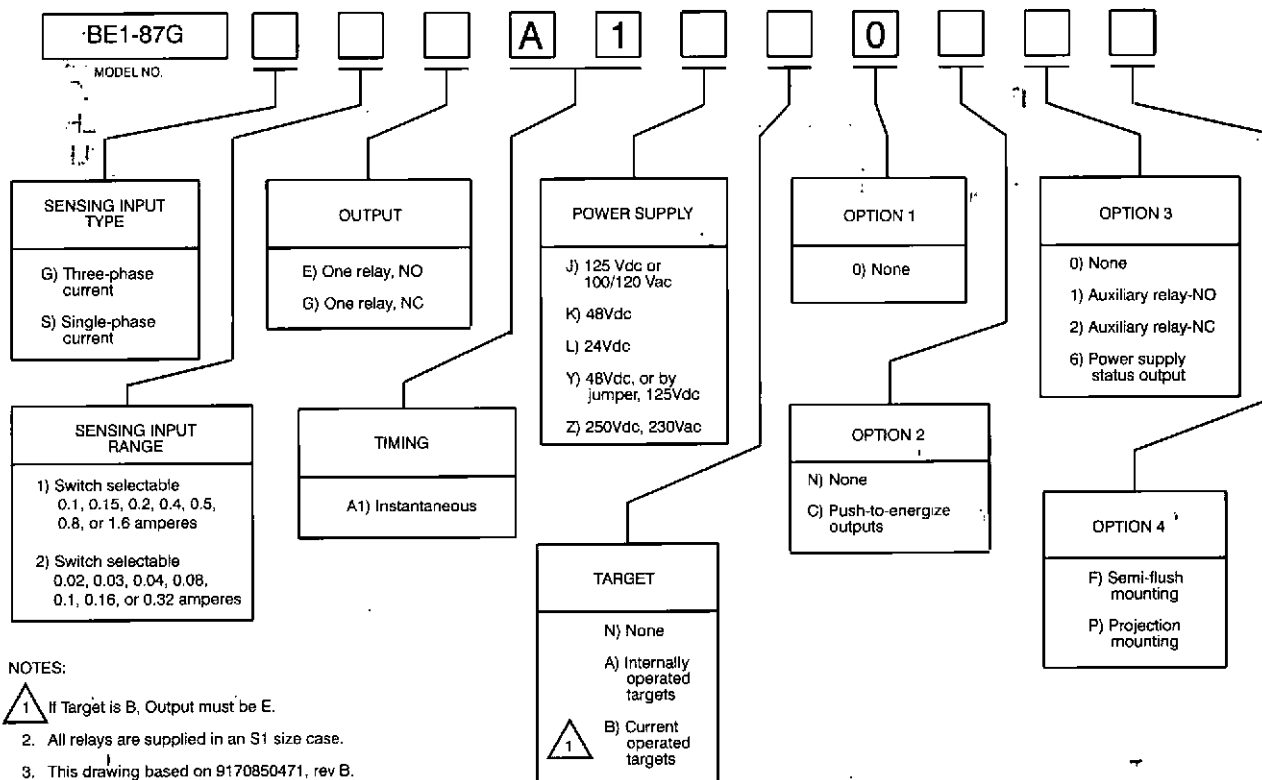 BE1-87G
A
1
0
MODEL NO.
SENSING INPUT
TYPE
G) Three-phase
current
S) Single-phase
current
OUTPUT
E) One relay, NO
G) One relay, NC
POWER SUPPLY
J) 125 Vdc or
100/120 Vac
K) 48Vdc
L) 24Vdc
Y) 48Vdc, or by
jumper, 125Vdc
Z) 250Vdc, 230Vac
OPTION 1
0) None
OPTION 3
0) None
1) Auxiliary relay-NO
2) Auxiliary relay-NC
6) Power supply
status output
SENSING INPUT
RANGE
1) Switch selectable
0.1, 0.15, 0.2, 0.4, 0.5,
0.8, or 1.6 amperes
2) Switch selectable
0.02, 0.03, 0.04, 0.08,
0.1, 0.16, or 0.32 amperes
TIMING
A1) Instantaneous
OPTION 2
N) None
C) Push-to-energize
outputs
TARGET
N) None
A) Internally
operated
targets
1
B) Current
operated
targets
OPTION 4
F) Semi-flush
mounting
P) Projection
mounting
NOTES:
1 If Target is B, Output must be E.
2. All relays are supplied in an S1 size case.
3. This drawing based on 9170850471, rev B.